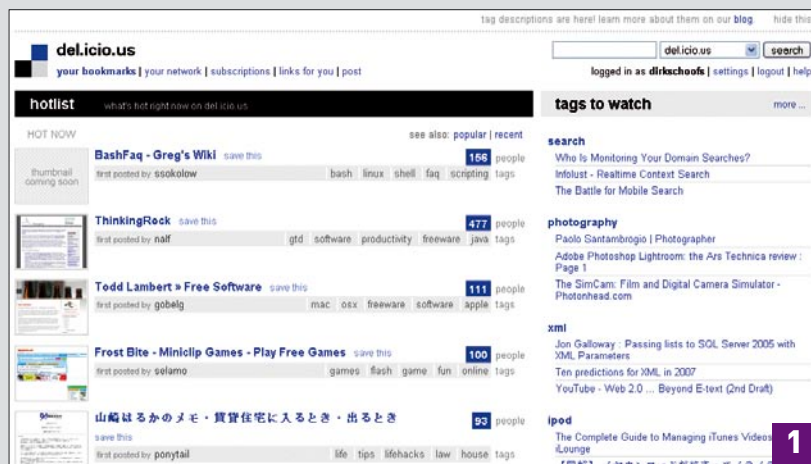 tag descriptions are here! learn more about them on our blog. hide this
del.icio.us
del.icio.us search
your bookmarks | your network | subscriptions | links for you | post
logged in as dirkschoofs | settings | logout | help
hotlist what's hot right now on del.icio.us
tags to watch more ...
HOT NOW see also: popular | recent
thumbnail
coming soon
BashFaq - Greg's Wiki save this 156 people
first posted by ssokolow bash linux shell faq scripting tags
ThinkingRock save this 477 people
first posted by nalf gtd software productivity freeware java tags
Todd Lambert » Free Software save this 111 people
first posted by gobelg mac osx freeware software apple tags
Frost Bite - Miniclip Games - Play Free Games save this 100 people
first posted by selamo games flash game fun online tags
山崎はるかのメモ・賃貸住宅に入るとき・出るとき 93 people
save this
first posted by ponytail life tips lifehacks law house tags
search
Who Is Monitoring Your Domain Searches?
Infolust - Realtime Context Search
The Battle for Mobile Search
photography
Paolo Santambrogio | Photographer
Adobe Photoshop Lightroom: the Ars Technica review :
Page 1
The SimCam: Film and Digital Camera Simulator -
Photonhead.com
xml
Jon Galloway : Passing lists to SQL Server 2005 with
XML Parameters
Ten predictions for XML in 2007
YouTube - Web 2.0 ... Beyond E-text (2nd Draft)
ipod
The Complete Guide to Managing iTunes Videos
iLounge
1